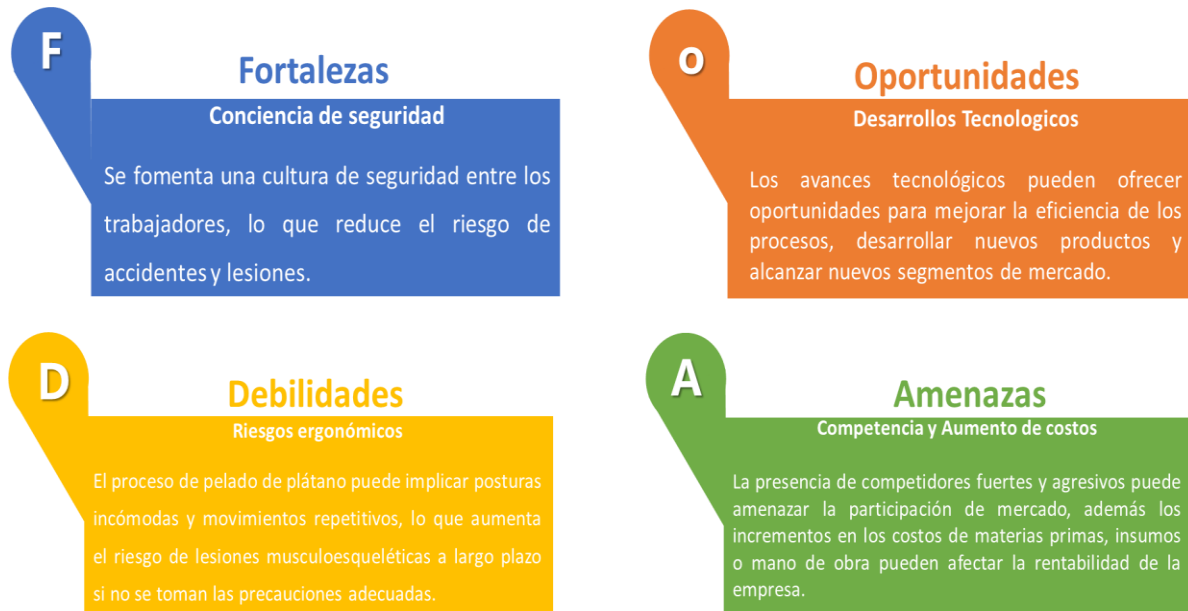 F
Fortalezas
Conciencia de seguridad
Se fomenta una cultura de seguridad entre los
trabajadores, lo que reduce el riesgo de
accidentes y lesiones.
o
Oportunidades
Desarrollos Tecnologicos
Los avances tecnológicos pueden ofrecer
oportunidades para mejorar la eficiencia de los
procesos, desarrollar nuevos productos y
alcanzar nuevos segmentos de mercado.
D
Debilidades
Riesgos ergonómicos
El proceso de pelado de plátano puede implicar posturas
incómodas y movimientos repetitivos, lo que aumenta
el riesgo de lesiones musculoesqueléticas a largo plazo
si no se toman las precauciones adecuadas.
A
Amenazas
Competencia y Aumento de costos
La presencia de competidores fuertes y agresivos puede
amenazar la participación de mercado, además los
incrementos en los costos de materias primas, insumos
o mano de obra pueden afectar la rentabilidad de la
empresa.